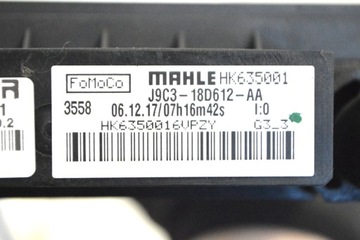 FoMoCo MAHLE HK635001
J9C3-18D612-AA
3558 06.12.17/07h16m42s I:0
HK6350016VPZY G3_3